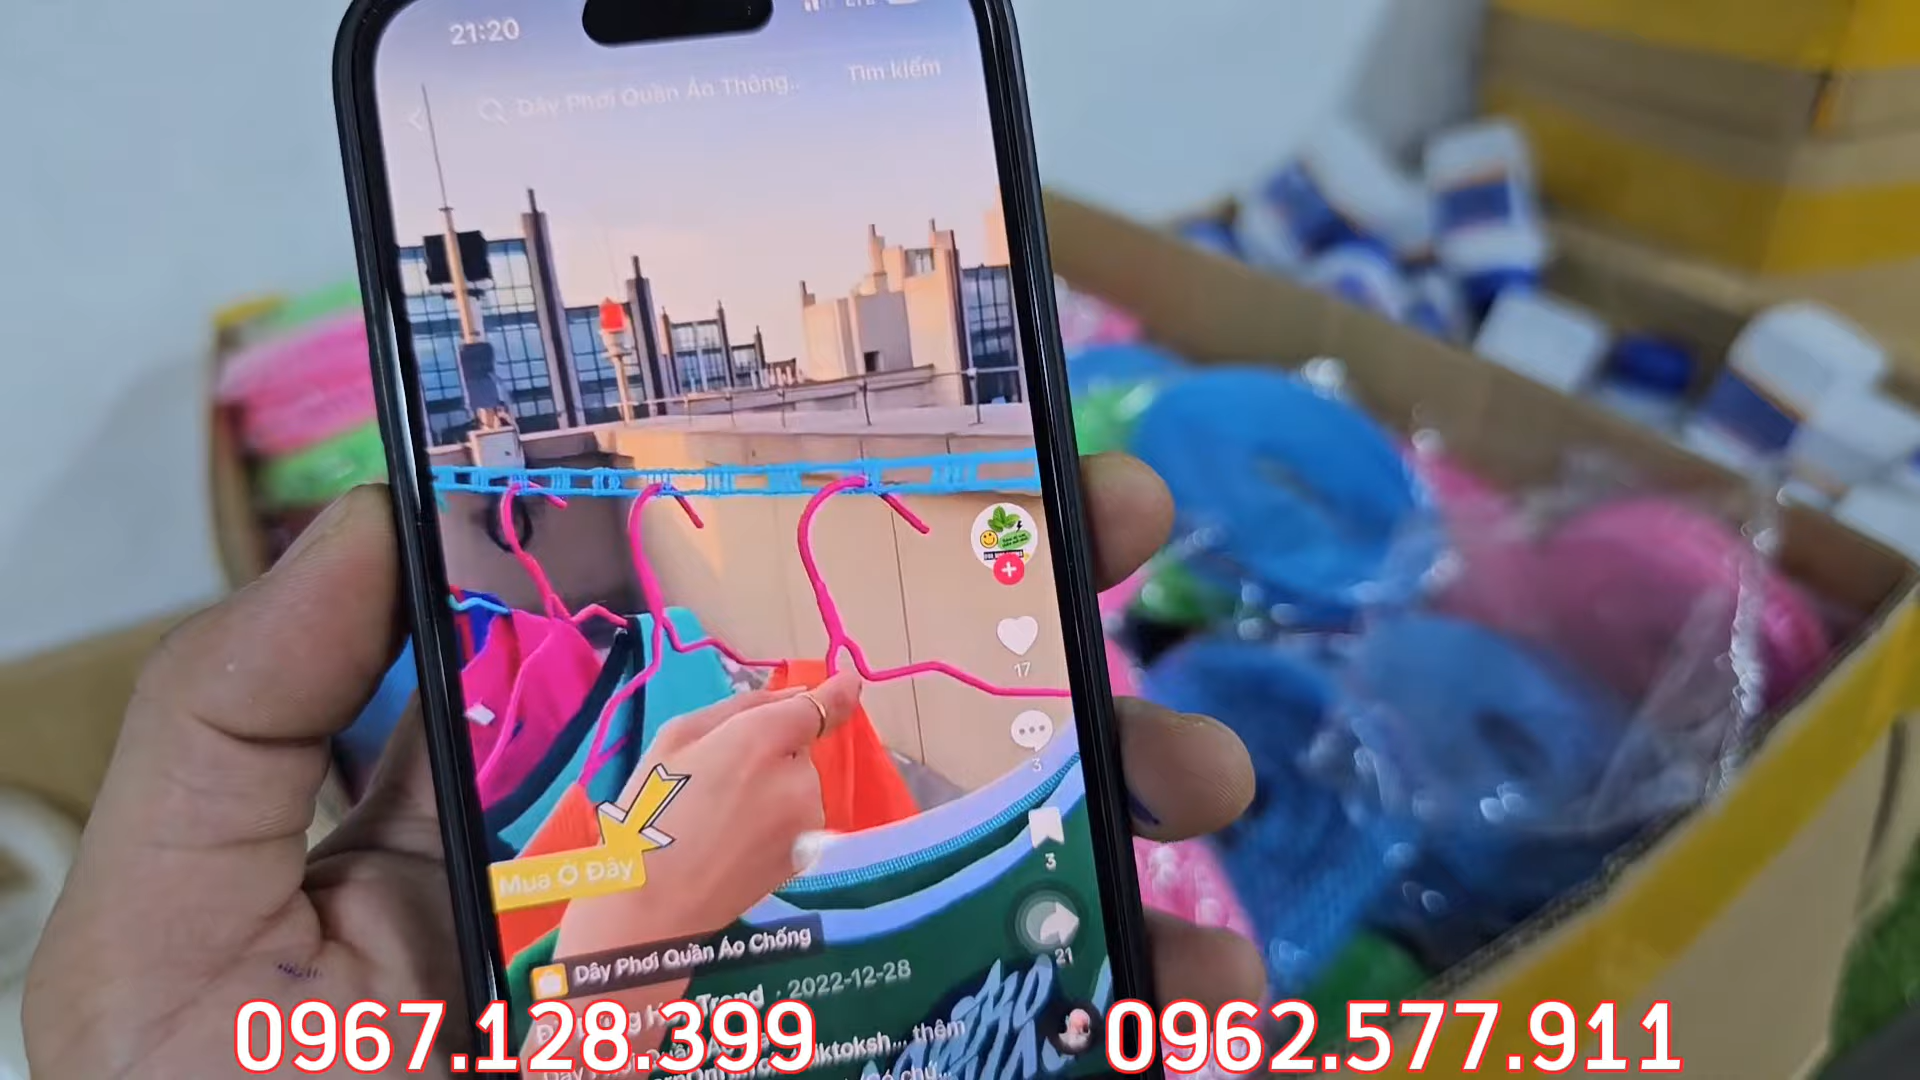 21:20
Dây Phơi Quần Áo Thông.. Tìm kiếm
17
3
Mua Ở Đây
3
21
Dây Phơi Quần Áo Chống
Trend · 2022-12-28
thêm
0967.128.399 0962.577.911